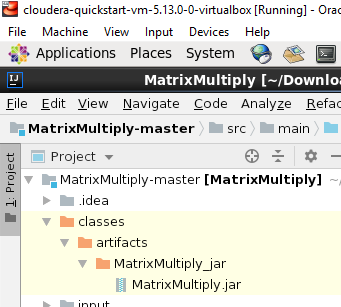 cloudera-quickstart-vm-5.13.0-0-virtualbox [Running] - Orac
File Machine View Input Devices Help
Applications Places System
MatrixMultiply [~/Downlo
File Edit View Navigate Code Analyze Refac
MatrixMultiply-master src main
Project
1: Project
MatrixMultiply-master [MatrixMultiply] ~/
.idea
classes
artifacts
MatrixMultiply_jar
MatrixMultiply.jar
input